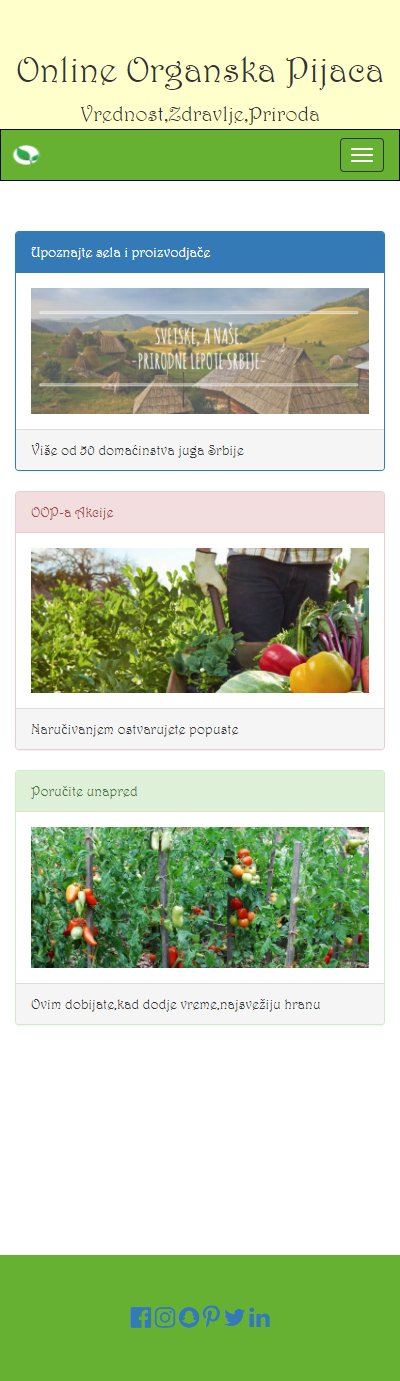 Online Organska Pijaca
Vrednost,Zdravlje,Priroda
Upoznajte sela i proizvodjače
SVETSKE, A NAŠE.
-PRIRODNE LEPOTE SRBIJE-
Više od 50 domaćinstva juga Srbije
OOP-a Akcije
Naručivanjem ostvarujete popuste
Poručite unapred
Ovim dobijate,kad dodje vreme,najsvežiju hranu